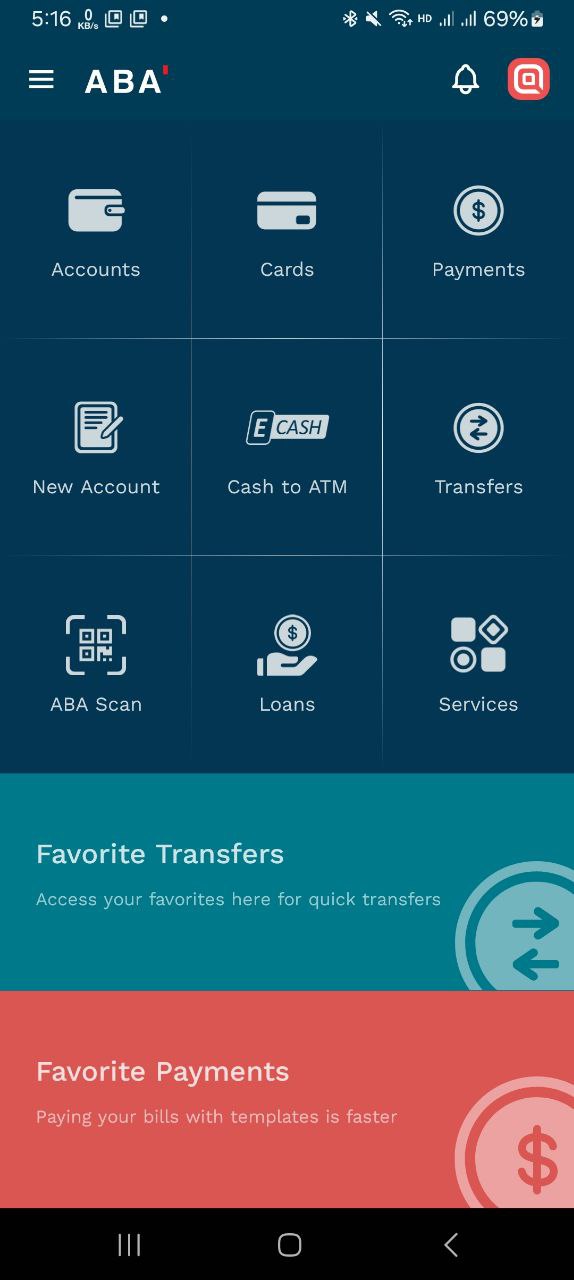 5:16 0 KB/s HD 69%
ABA'
Accounts Cards Payments
E CASH
New Account Cash to ATM Transfers
ABA Scan Loans Services
Favorite Transfers
Access your favorites here for quick transfers
Favorite Payments
Paying your bills with templates is faster